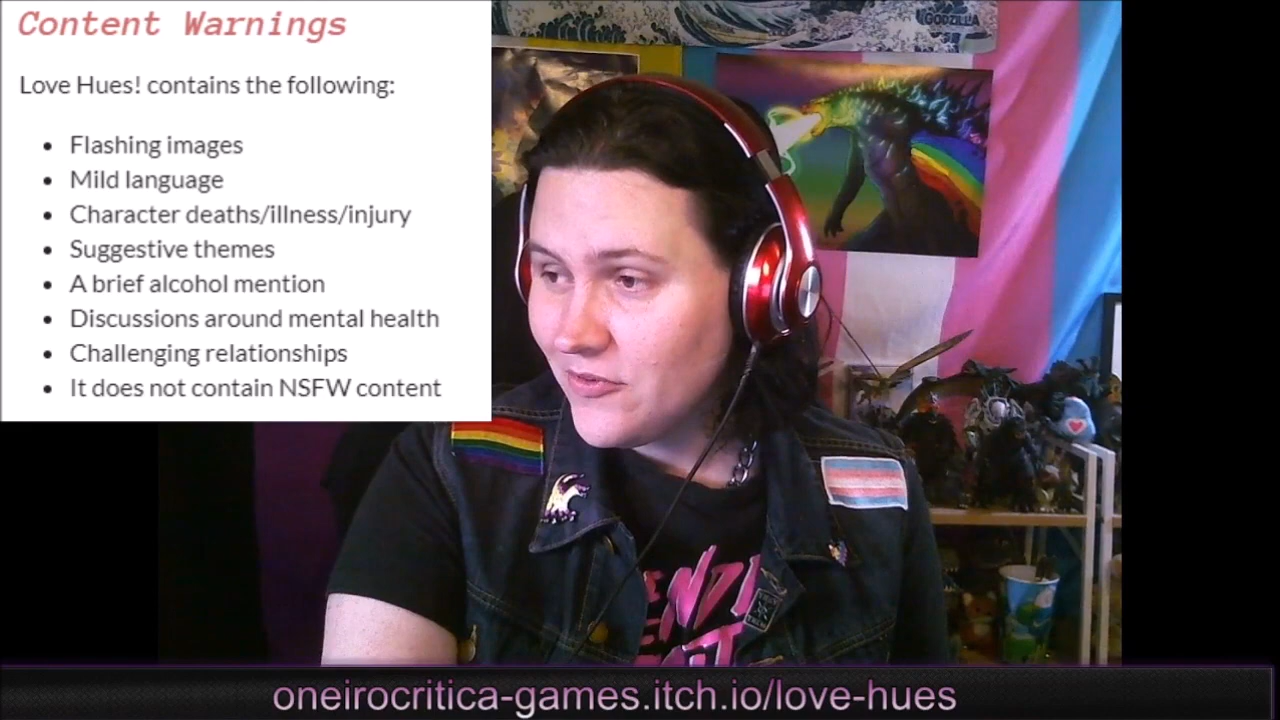 Content Warnings
Love Hues! contains the following:
• Flashing images
• Mild language
• Character deaths/illness/injury
• Suggestive themes
• A brief alcohol mention
• Discussions around mental health
• Challenging relationships
• It does not contain NSFW content
GODZILLA
oneirocritica-games.itch.io/love-hues